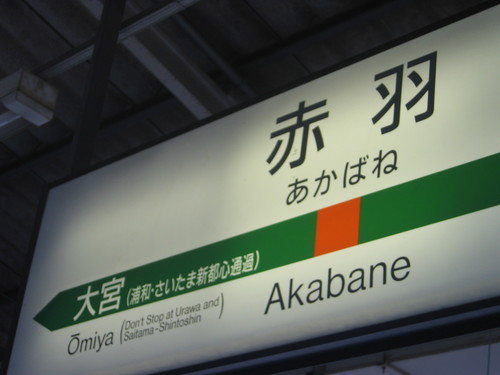 赤羽
あかばね
大宮 (浦和・さいたま新都心通過)
Akabane
Ōmiya (Don't Stop at Urawa and
Saitama-Shintoshin)